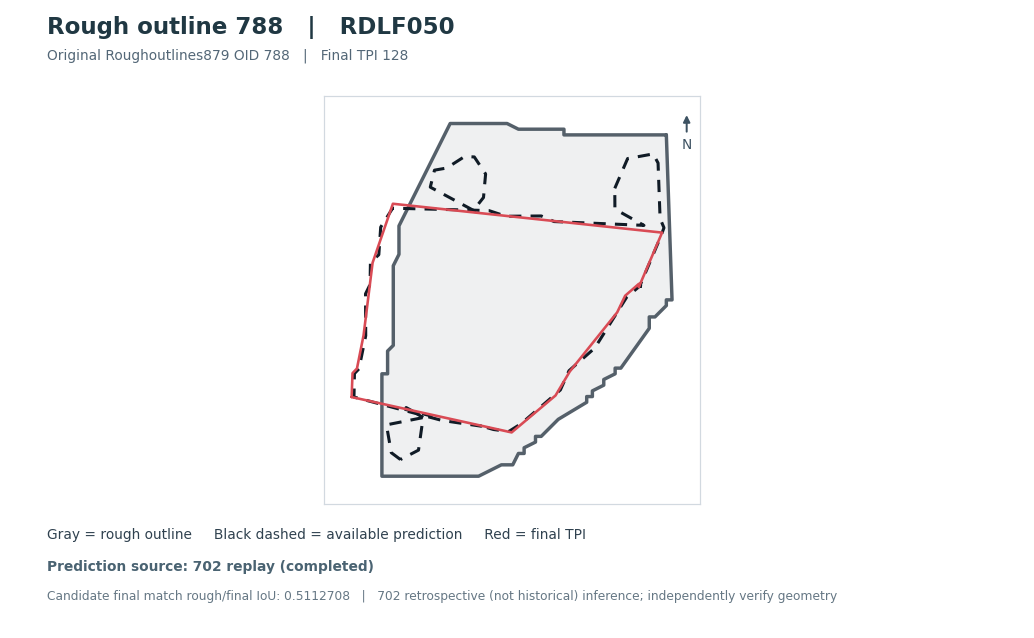 Rough outline 788 | RDLF050
Original Roughoutlines879 OID 788 | Final TPI 128
N
Gray = rough outline Black dashed = available prediction Red = final TPI
Prediction source: 702 replay (completed)
Candidate final match rough/final IoU: 0.5112708 | 702 retrospective (not historical) inference; independently verify geometry